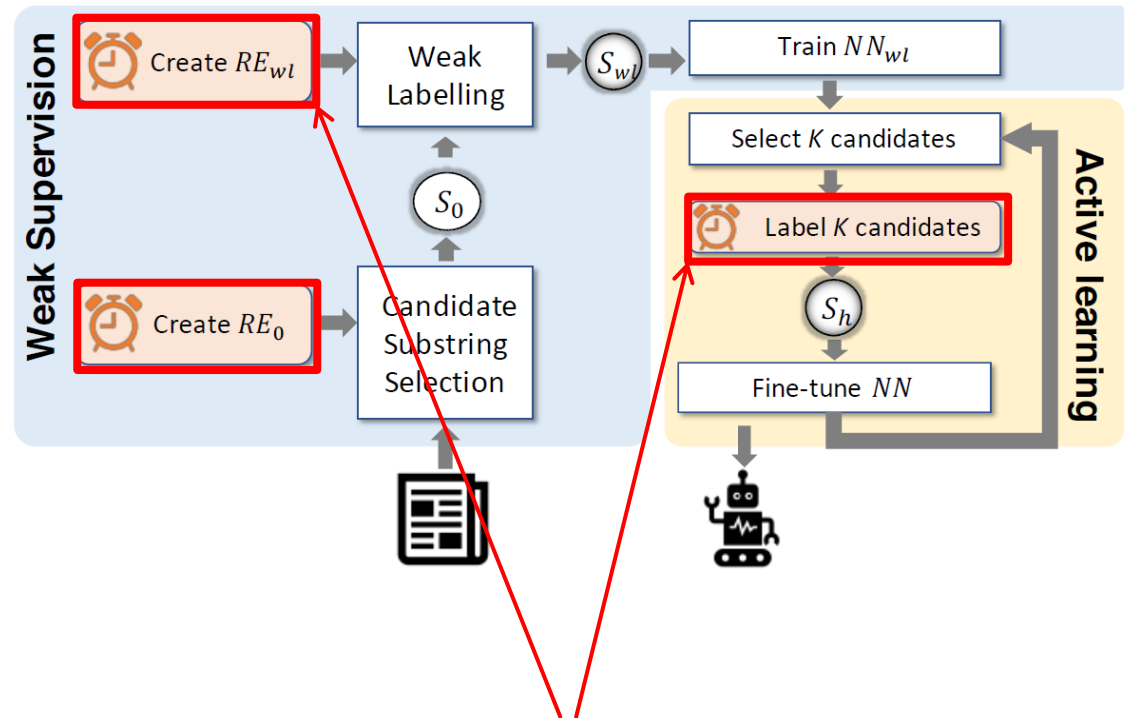 Weak Supervision
Create RE_wl
Weak
Labelling
S_wl
Train NN_wl
S_0
Create RE_0
Candidate
Substring
Selection
Select K candidates
Label K candidates
S_h
Fine-tune NN
Active learning